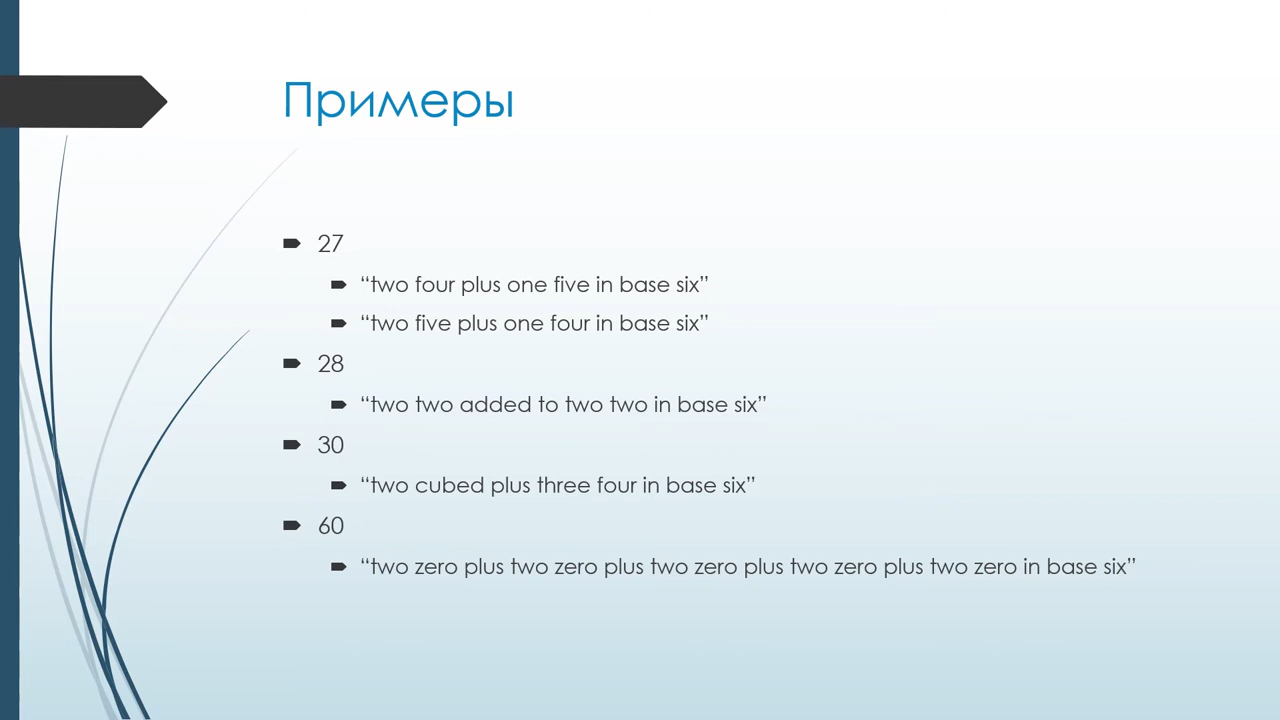 Примеры
27
“two four plus one five in base six”
“two five plus one four in base six”
28
“two two added to two two in base six”
30
“two cubed plus three four in base six”
60
“two zero plus two zero plus two zero plus two zero plus two zero in base six”